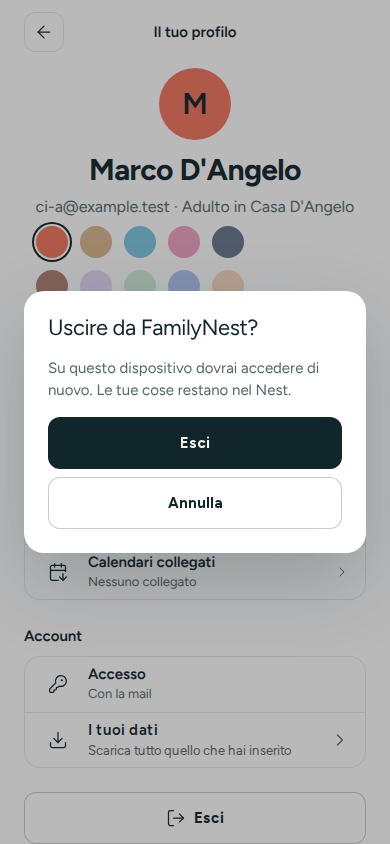 Il tuo profilo
M
Marco D'Angelo
ci-a@example.test · Adulto in Casa D'Angelo
Uscire da FamilyNest?
Su questo dispositivo dovrai accedere di
nuovo. Le tue cose restano nel Nest.
Esci
Annulla
Calendari collegati
Nessuno collegato
Account
Accesso
Con la mail
I tuoi dati
Scarica tutto quello che hai inserito
Esci